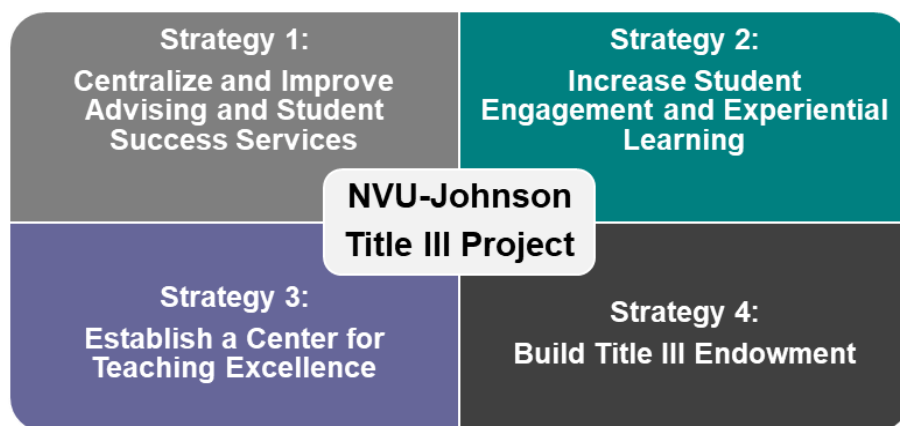 Strategy 1:
Centralize and Improve
Advising and Student
Success Services
Strategy 2:
Increase Student
Engagement and Experiential
Learning
NVU-Johnson
Title III Project
Strategy 3:
Establish a Center for
Teaching Excellence
Strategy 4:
Build Title III Endowment